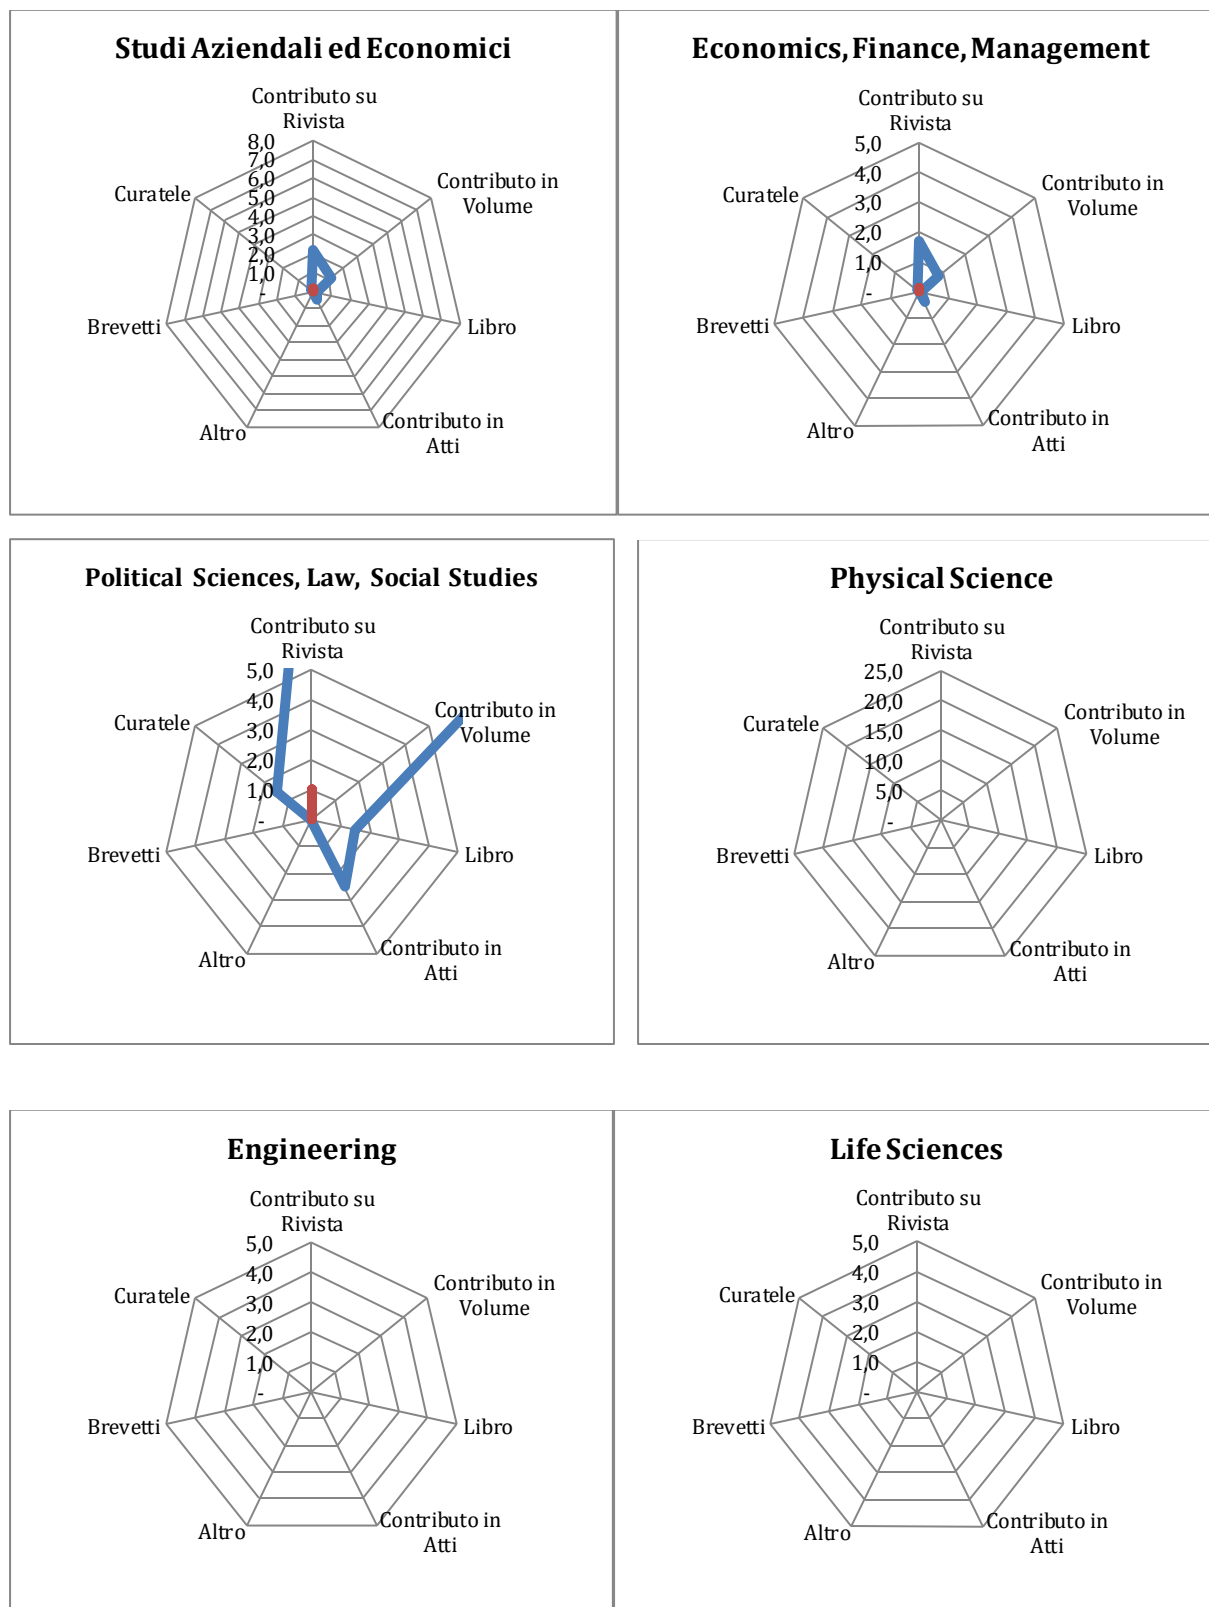 Studi Aziendali ed Economici
Contributo su
Rivista
8,0
7,0
6,0
5,0
4,0
3,0
2,0
1,0
-
Contributo in
Volume
Libro
Contributo in
Atti
Altro
Brevetti
Curatele
Economics, Finance, Management
Contributo su
Rivista
5,0
4,0
3,0
2,0
1,0
-
Contributo in
Volume
Libro
Contributo in
Atti
Altro
Brevetti
Curatele
Political Sciences, Law, Social Studies
Contributo su
Rivista
5,0
4,0
3,0
2,0
1,0
-
Contributo in
Volume
Libro
Contributo in
Atti
Altro
Brevetti
Curatele
Physical Science
Contributo su
Rivista
25,0
20,0
15,0
10,0
5,0
-
Contributo in
Volume
Libro
Contributo in
Atti
Altro
Brevetti
Curatele
Engineering
Contributo su
Rivista
5,0
4,0
3,0
2,0
1,0
-
Contributo in
Volume
Libro
Contributo in
Atti
Altro
Brevetti
Curatele
Life Sciences
Contributo su
Rivista
5,0
4,0
3,0
2,0
1,0
-
Contributo in
Volume
Libro
Contributo in
Atti
Altro
Brevetti
Curatele